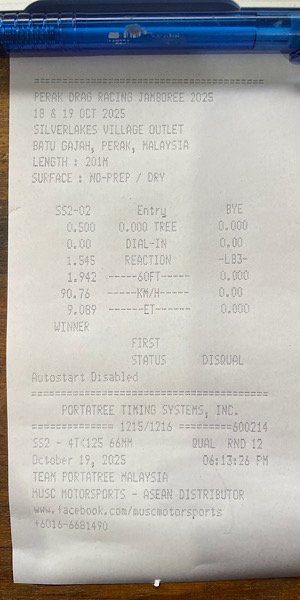 ================================
PERAK DRAG RACING JAMBOREE 2025
18 & 19 OCT 2025
SILVERLAKES VILLAGE OUTLET
BATU GAJAH, PERAK, MALAYSIA
LENGTH : 201M
SURFACE : NO-PREP / DRY
SS2-02 Entry BYE
0.500 0.000 TREE 0.000
0.00 DIAL-IN 0.00
1.545 REACTION -LB3-
1.942 ------60FT------ 0.000
90.76 ------KM/H------ 0.00
9.089 -------ET------- 0.000
WINNER
FIRST
STATUS DISQUAL
Autostart Disabled
================================
PORTATREE TIMING SYSTEMS, INC.
============ 1215/1216 ========600214
SS2 - 4T<125 66MM QUAL RND 12
October 19, 2025 06:13:26 PM
TEAM PORTATREE MALAYSIA
MUSC MOTORSPORTS - ASEAN DISTRIBUTOR
www.facebook.com/muscmotorsports
+6016-6681490